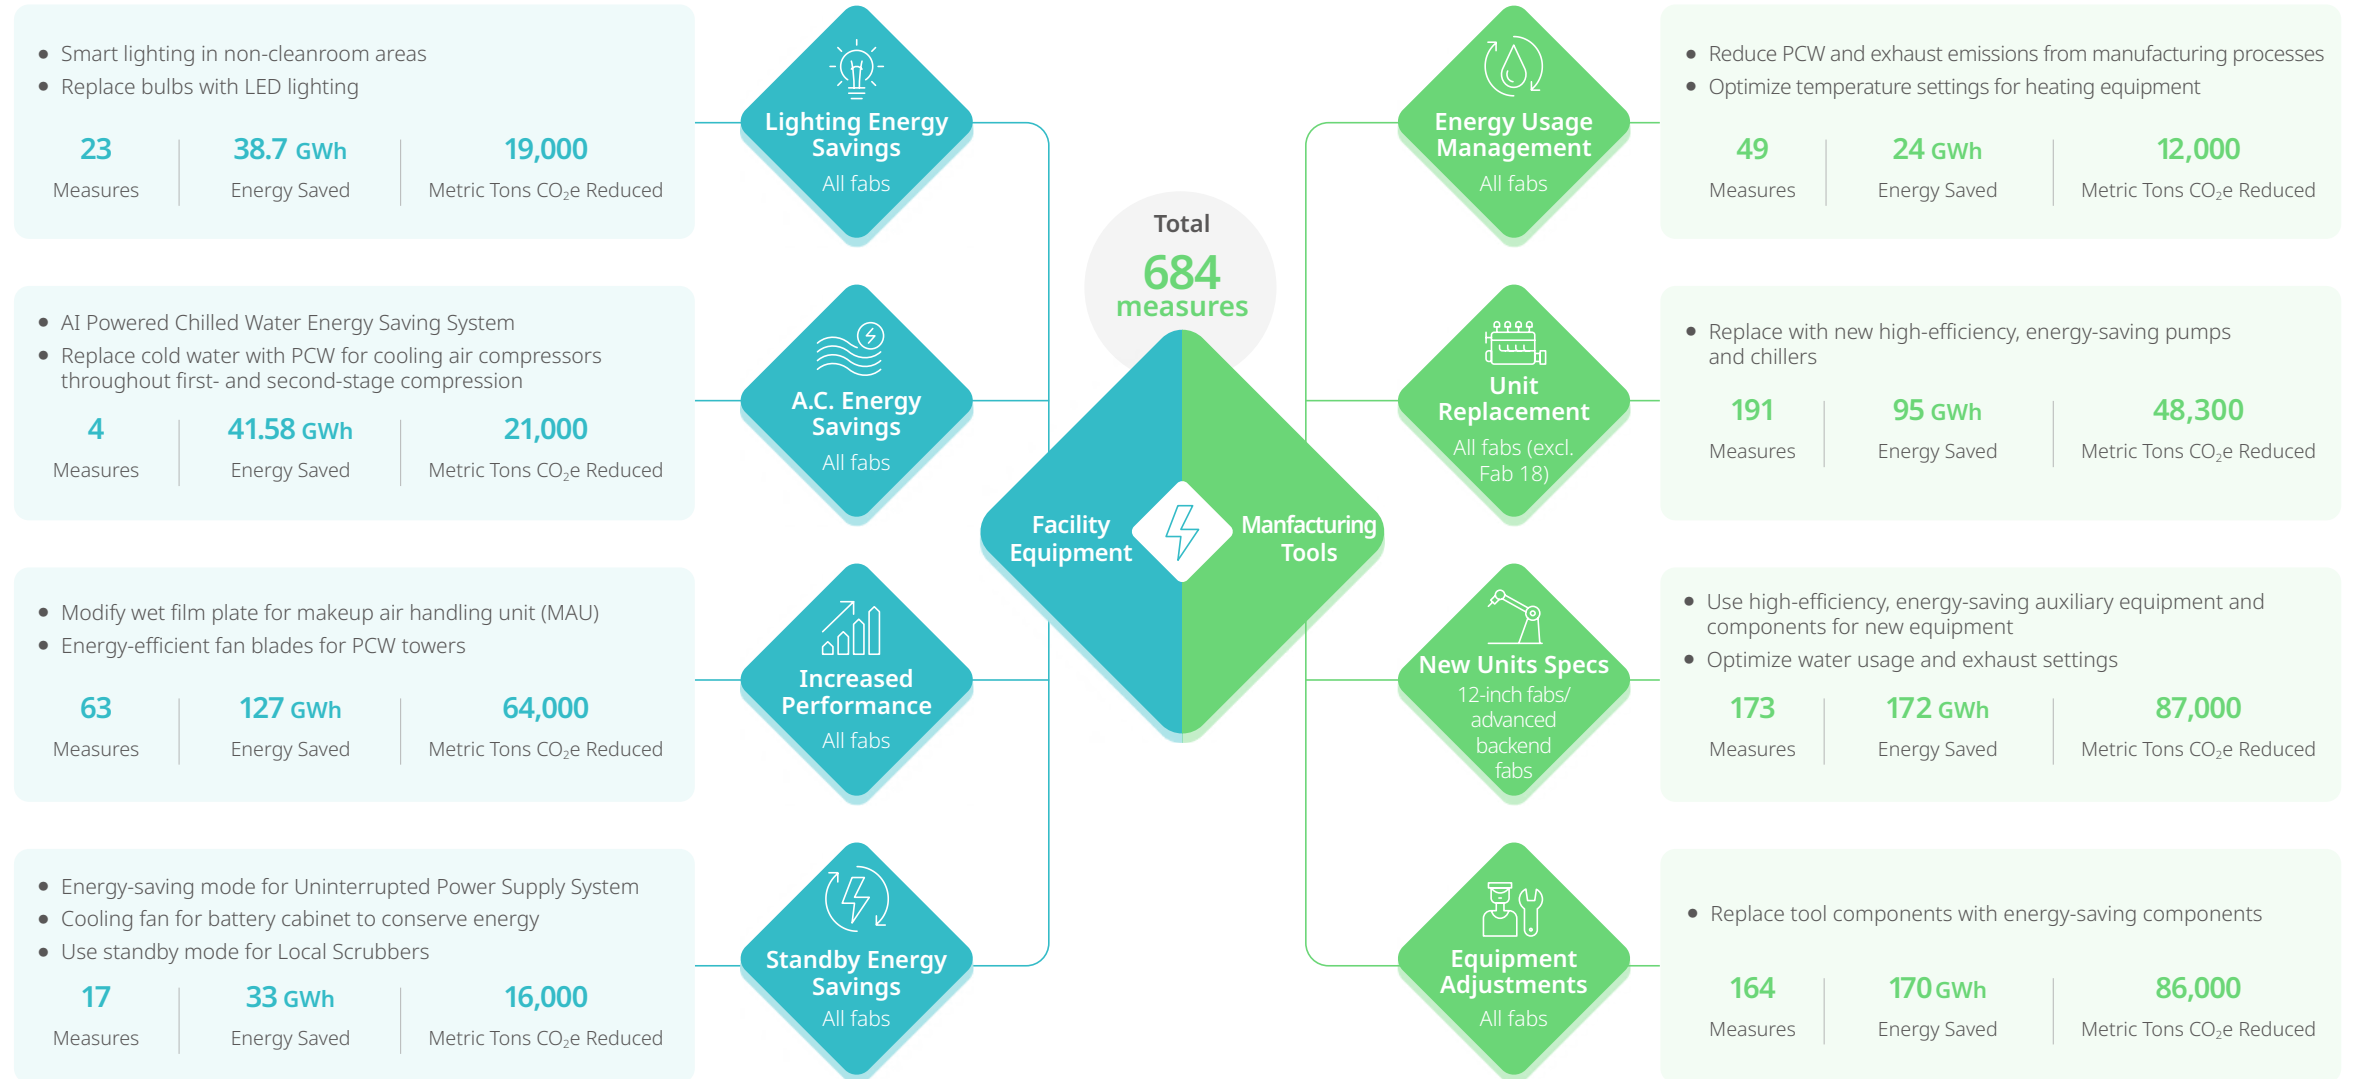 Smart lighting in non-cleanroom areas
Replace bulbs with LED lighting
23
Measures
38.7 GWh
Energy Saved
19,000
Metric Tons CO₂e Reduced
Lighting Energy
Savings
All fabs
AI Powered Chilled Water Energy Saving System
Replace cold water with PCW for cooling air compressors
throughout first- and second-stage compression
4
Measures
41.58 GWh
Energy Saved
21,000
Metric Tons CO₂e Reduced
A.C. Energy
Savings
All fabs
Modify wet film plate for makeup air handling unit (MAU)
Energy-efficient fan blades for PCW towers
63
Measures
127 GWh
Energy Saved
64,000
Metric Tons CO₂e Reduced
Increased
Performance
All fabs
Energy-saving mode for Uninterrupted Power Supply System
Cooling fan for battery cabinet to conserve energy
Use standby mode for Local Scrubbers
17
Measures
33 GWh
Energy Saved
16,000
Metric Tons CO₂e Reduced
Standby Energy
Savings
All fabs
Total
684
measures
Facility
Equipment
Manfacturing
Tools
Energy Usage
Management
All fabs
Reduce PCW and exhaust emissions from manufacturing processes
Optimize temperature settings for heating equipment
49
Measures
24 GWh
Energy Saved
12,000
Metric Tons CO₂e Reduced
Unit
Replacement
All fabs (excl.
Fab 18)
Replace with new high-efficiency, energy-saving pumps
and chillers
191
Measures
95 GWh
Energy Saved
48,300
Metric Tons CO₂e Reduced
New Units Specs
12-inch fabs/
advanced
backend
fabs
Use high-efficiency, energy-saving auxiliary equipment and
components for new equipment
Optimize water usage and exhaust settings
173
Measures
172 GWh
Energy Saved
87,000
Metric Tons CO₂e Reduced
Equipment
Adjustments
All fabs
Replace tool components with energy-saving components
164
Measures
170 GWh
Energy Saved
86,000
Metric Tons CO₂e Reduced